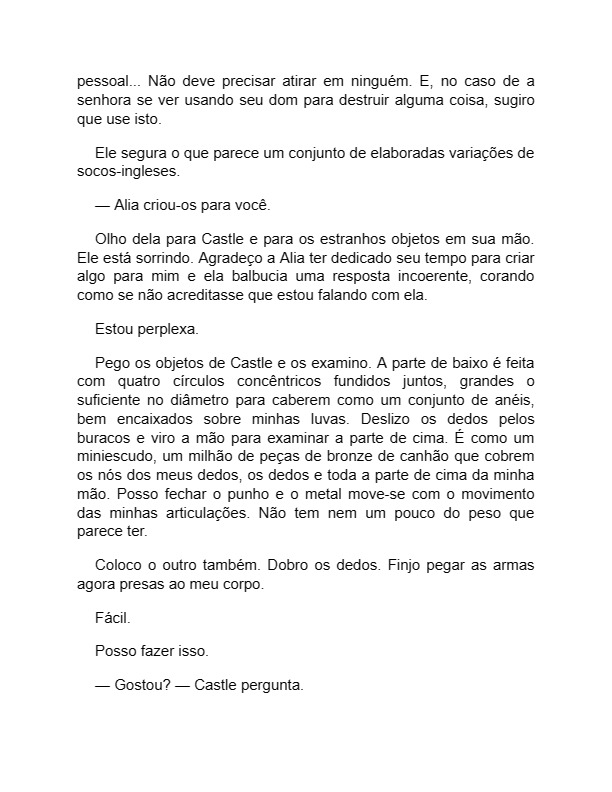 pessoal... Não deve precisar atirar em ninguém. E, no caso de a
senhora se ver usando seu dom para destruir alguma coisa, sugiro
que use isto.
Ele segura o que parece um conjunto de elaboradas variações de
socos-ingleses.
— Alia criou-os para você.
Olho dela para Castle e para os estranhos objetos em sua mão.
Ele está sorrindo. Agradeço a Alia ter dedicado seu tempo para criar
algo para mim e ela balbucia uma resposta incoerente, corando
como se não acreditasse que estou falando com ela.
Estou perplexa.
Pego os objetos de Castle e os examino. A parte de baixo é feita
com quatro círculos concêntricos fundidos juntos, grandes o
suficiente no diâmetro para caberem como um conjunto de anéis,
bem encaixados sobre minhas luvas. Deslizo os dedos pelos
buracos e viro a mão para examinar a parte de cima. É como um
miniescudo, um milhão de peças de bronze de canhão que cobrem
os nós dos meus dedos, os dedos e toda a parte de cima da minha
mão. Posso fechar o punho e o metal move-se com o movimento
das minhas articulações. Não tem nem um pouco do peso que
parece ter.
Coloco o outro também. Dobro os dedos. Finjo pegar as armas
agora presas ao meu corpo.
Fácil.
Posso fazer isso.
— Gostou? — Castle pergunta.